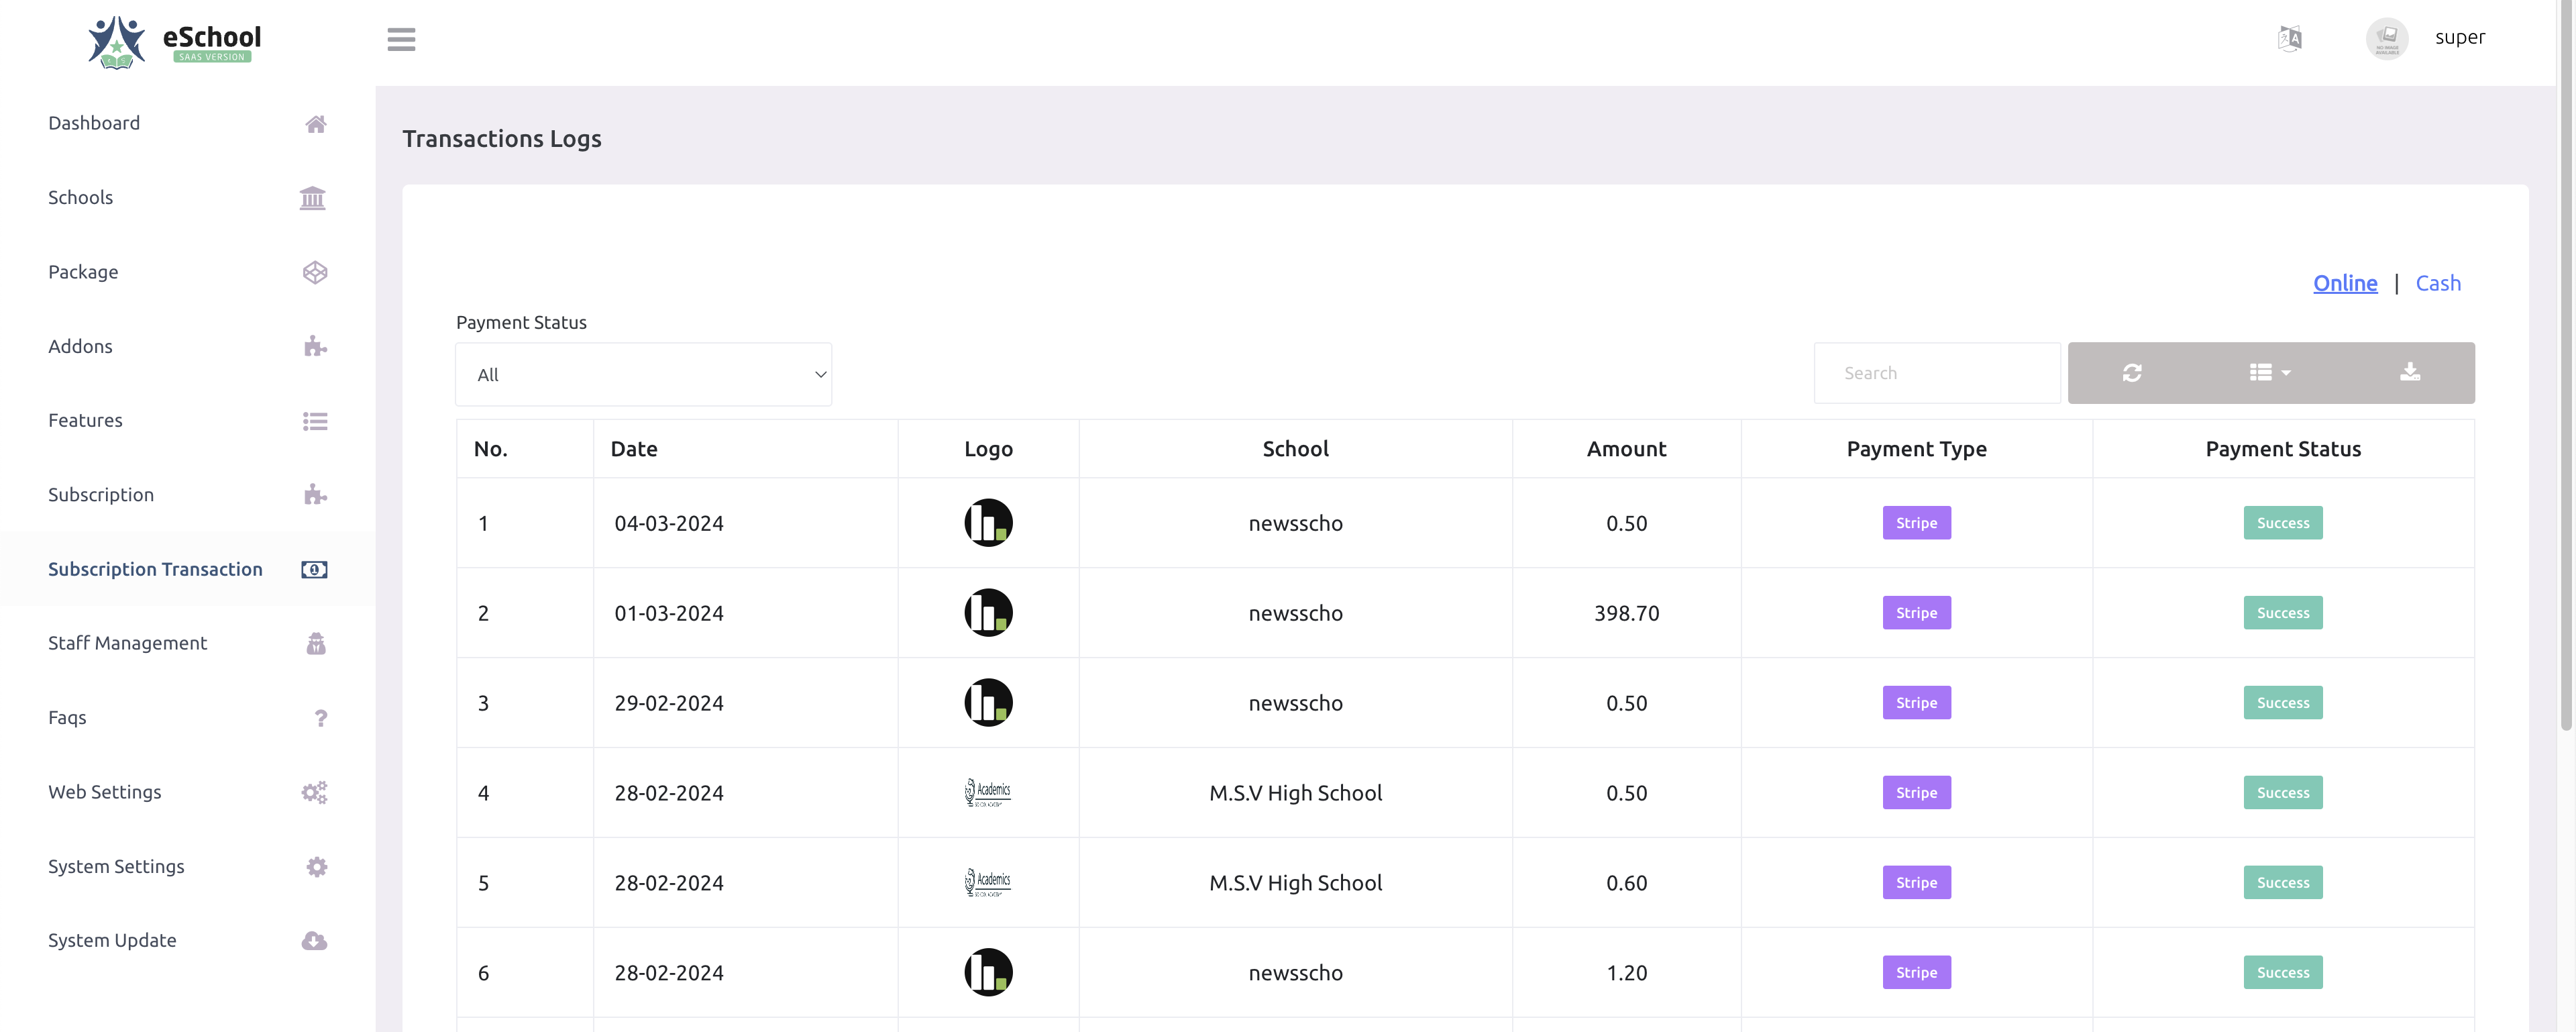 eSchool
SAAS VERSION
super
Dashboard
Schools
Package
Addons
Features
Subscription
Subscription Transaction
Staff Management
Faqs
Web Settings
System Settings
System Update
Transactions Logs
Online | Cash
Payment Status
All
Search
No. Date Logo School Amount Payment Type Payment Status
1 04-03-2024 newsscho 0.50 Stripe Success
2 01-03-2024 newsscho 398.70 Stripe Success
3 29-02-2024 newsscho 0.50 Stripe Success
4 28-02-2024 Academics M.S.V High School 0.50 Stripe Success
5 28-02-2024 Academics M.S.V High School 0.60 Stripe Success
6 28-02-2024 newsscho 1.20 Stripe Success